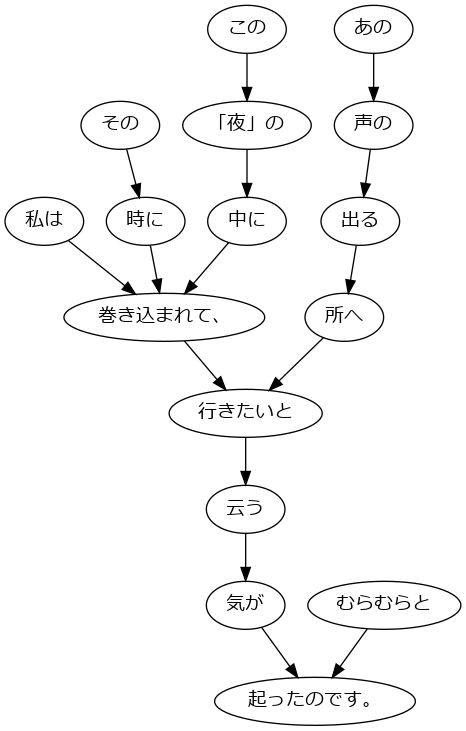 この
あの
その
「夜」の
声の
私は
時に
中に
出る
巻き込まれて、
所へ
行きたいと
云う
気が
むらむらと
起ったのです。